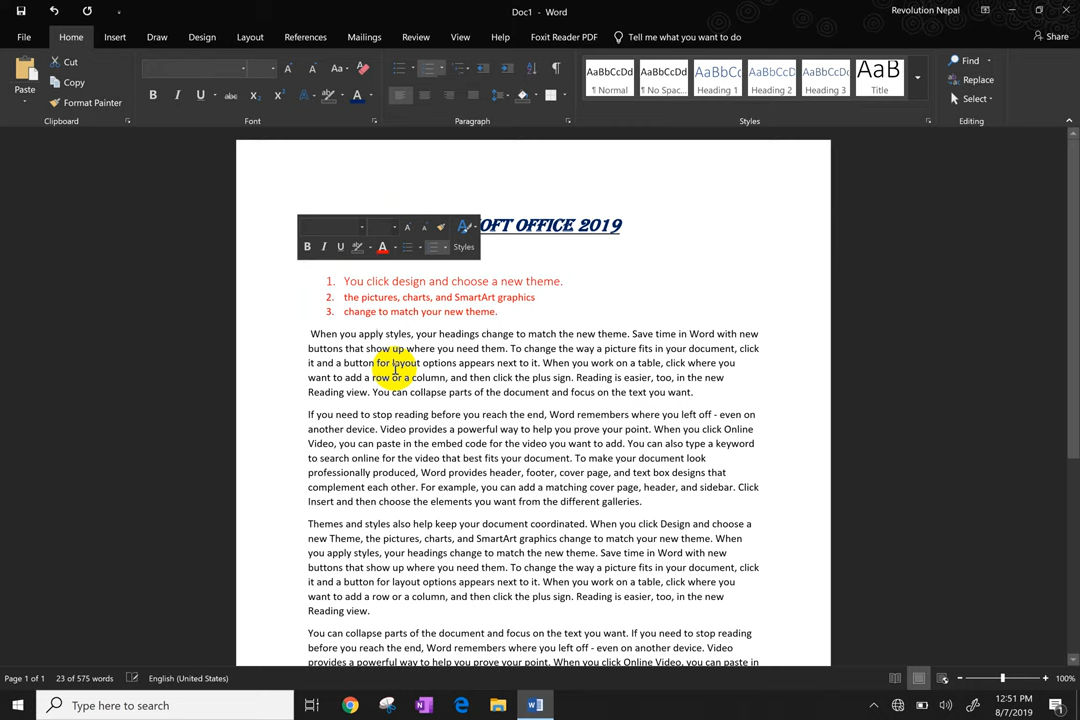 Doc1 - Word
Revolution Nepal
File Home Insert Draw Design Layout References Mailings Review View Help Foxit Reader PDF Tell me what you want to do Share
Paste
Cut
Copy
Format Painter
Clipboard
Font
Paragraph
AaBbCcDd AaBbCcDd AaBbCc AaBbCcDd AaBbCcD AaB
¶ Normal ¶ No Spac... Heading 1 Heading 2 Heading 3 Title
Styles
Find
Replace
Select
Editing
OFT OFFICE 2019
Styles
1. You click design and choose a new theme.
2. the pictures, charts, and SmartArt graphics
3. change to match your new theme.
When you apply styles, your headings change to match the new theme. Save time in Word with new
buttons that show up where you need them. To change the way a picture fits in your document, click
it and a button for layout options appears next to it. When you work on a table, click where you
want to add a row or a column, and then click the plus sign. Reading is easier, too, in the new
Reading view. You can collapse parts of the document and focus on the text you want.
If you need to stop reading before you reach the end, Word remembers where you left off - even on
another device. Video provides a powerful way to help you prove your point. When you click Online
Video, you can paste in the embed code for the video you want to add. You can also type a keyword
to search online for the video that best fits your document. To make your document look
professionally produced, Word provides header, footer, cover page, and text box designs that
complement each other. For example, you can add a matching cover page, header, and sidebar. Click
Insert and then choose the elements you want from the different galleries.
Themes and styles also help keep your document coordinated. When you click Design and choose a
new Theme, the pictures, charts, and SmartArt graphics change to match your new theme. When
you apply styles, your headings change to match the new theme. Save time in Word with new
buttons that show up where you need them. To change the way a picture fits in your document, click
it and a button for layout options appears next to it. When you work on a table, click where you
want to add a row or a column, and then click the plus sign. Reading is easier, too, in the new
Reading view.
You can collapse parts of the document and focus on the text you want. If you need to stop reading
before you reach the end, Word remembers where you left off - even on another device. Video
provides a powerful way to help you prove your point. When you click Online Video, you can paste in
Page 1 of 1 23 of 575 words English (United States) 100%
Type here to search
12:51 PM
8/7/2019